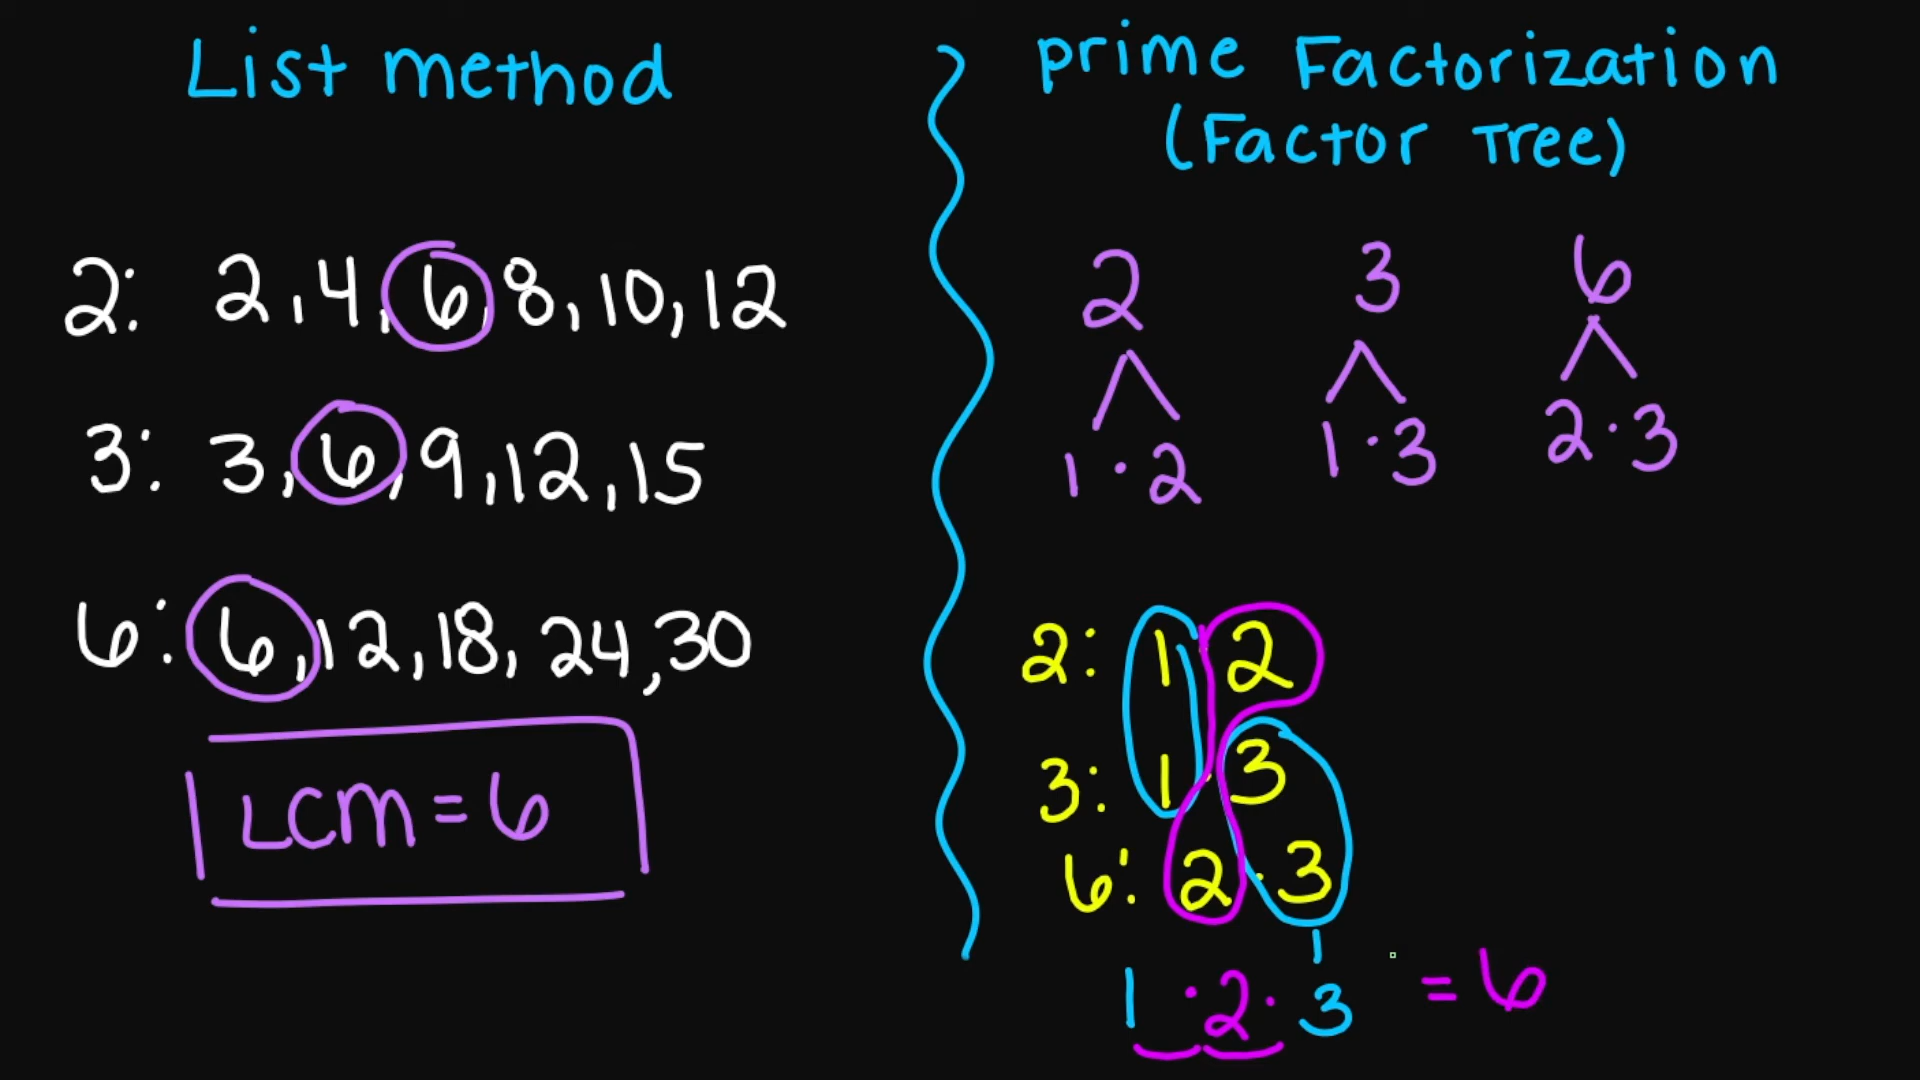 List method
2: 2, 4, 6, 8, 10, 12
3: 3, 6, 9, 12, 15
6: 6, 12, 18, 24, 30
LCM = 6
prime Factorization
(Factor Tree)
2 3 6
1 · 2 1 · 3 2 · 3
2: 1 · 2
3: 1 · 3
6: 2 · 3
1 · 2 · 3 = 6